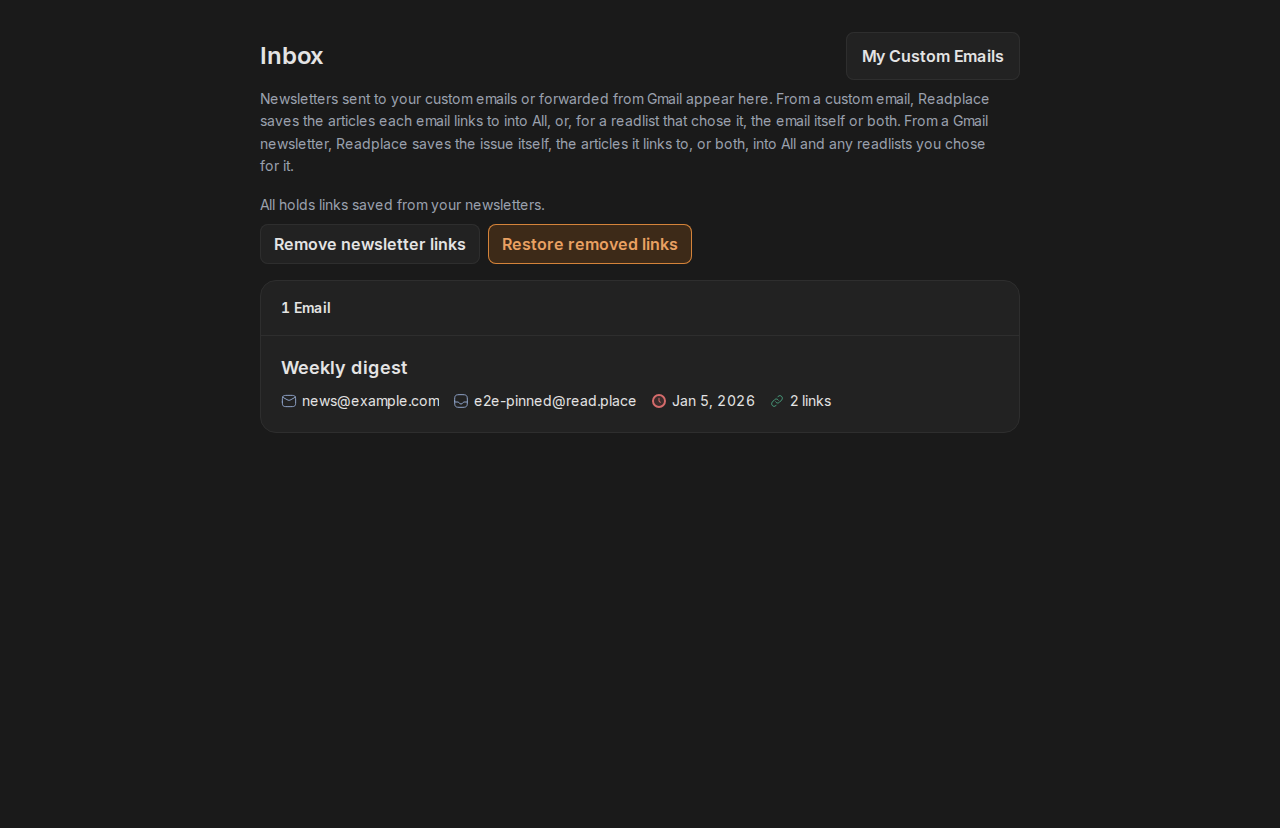 Inbox
My Custom Emails
Newsletters sent to your custom emails or forwarded from Gmail appear here. From a custom email, Readplace
saves the articles each email links to into All, or, for a readlist that chose it, the email itself or both. From a Gmail
newsletter, Readplace saves the issue itself, the articles it links to, or both, into All and any readlists you chose
for it.
All holds links saved from your newsletters.
Remove newsletter links
Restore removed links
1 Email
Weekly digest
news@example.com e2e-pinned@read.place Jan 5, 2026 2 links